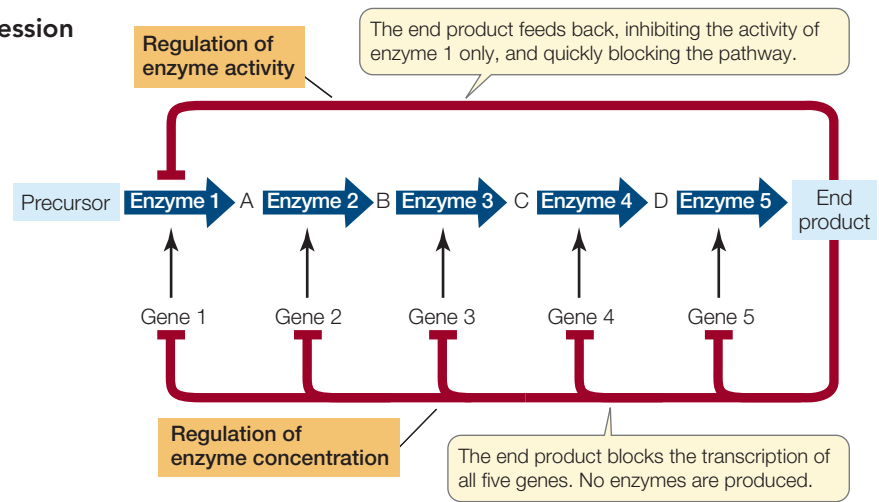 ession
Regulation of
enzyme activity
The end product feeds back, inhibiting the activity of
enzyme 1 only, and quickly blocking the pathway.
Precursor Enzyme 1 A Enzyme 2 B Enzyme 3 C Enzyme 4 D Enzyme 5 End
product
Gene 1 Gene 2 Gene 3 Gene 4 Gene 5
Regulation of
enzyme concentration
The end product blocks the transcription of
all five genes. No enzymes are produced.